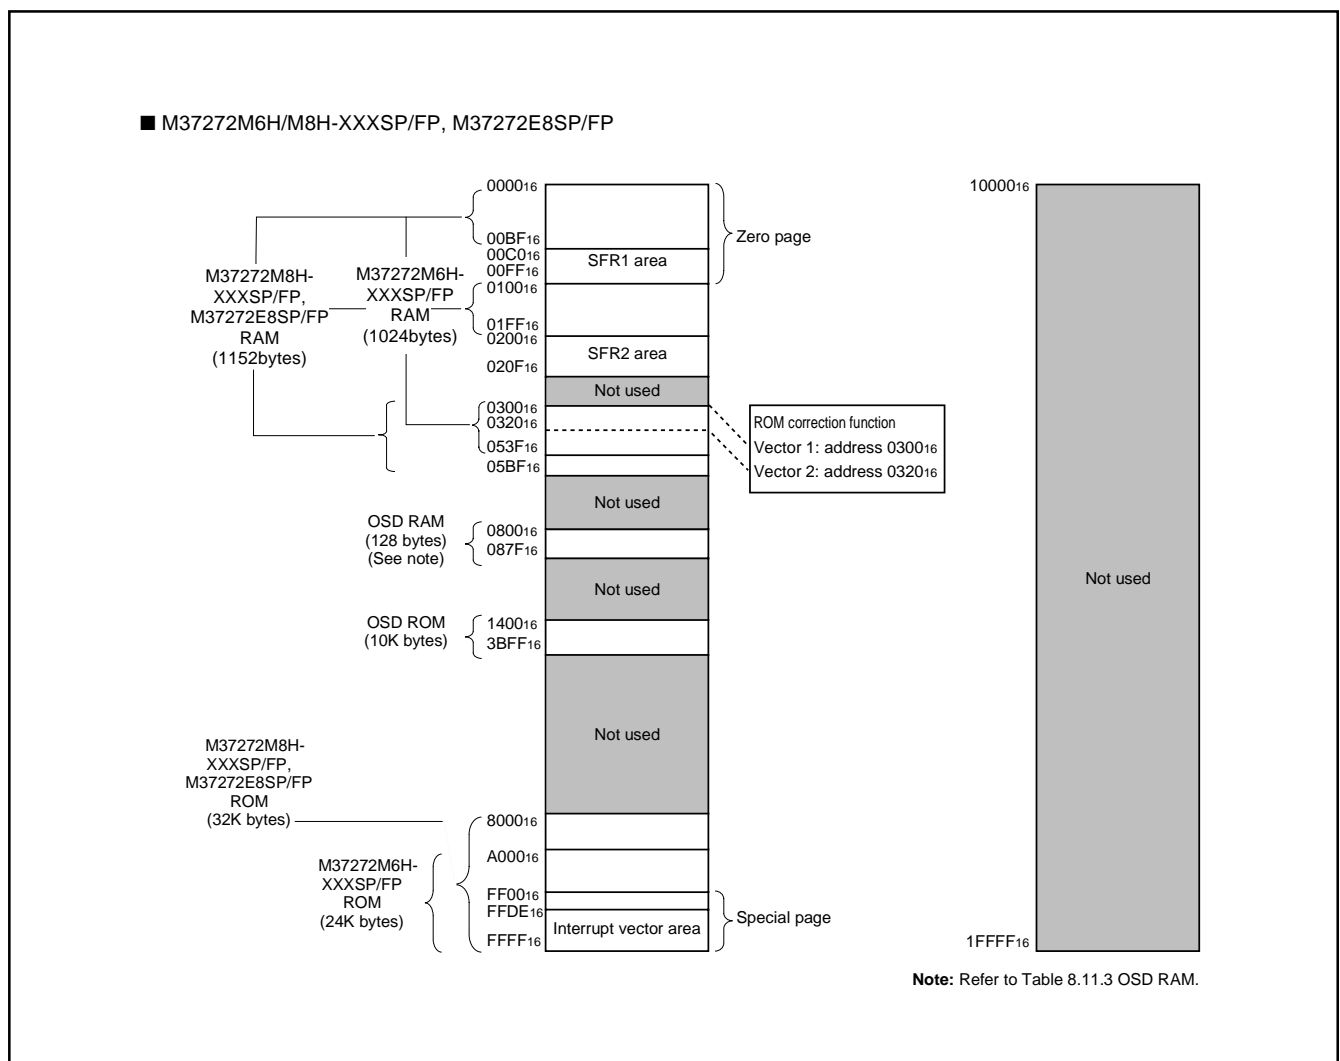 ■ M37272M6H/M8H-XXXSP/FP, M37272E8SP/FP
0000₁₆
00BF₁₆
00C0₁₆
00FF₁₆
0100₁₆
01FF₁₆
0200₁₆
020F₁₆
0300₁₆
0320₁₆
053F₁₆
05BF₁₆
0800₁₆
087F₁₆
1400₁₆
3BFF₁₆
8000₁₆
A000₁₆
FF00₁₆
FFDE₁₆
FFFF₁₆
M37272M8H-
XXXSP/FP,
M37272E8SP/FP
RAM
(1152bytes)
M37272M6H-
XXXSP/FP
RAM
(1024bytes)
OSD RAM
(128 bytes)
(See note)
OSD ROM
(10K bytes)
M37272M8H-
XXXSP/FP,
M37272E8SP/FP
ROM
(32K bytes)
M37272M6H-
XXXSP/FP
ROM
(24K bytes)
SFR1 area
SFR2 area
Not used
Not used
Not used
Not used
Interrupt vector area
Zero page
ROM correction function
Vector 1: address 0300₁₆
Vector 2: address 0320₁₆
Special page
10000₁₆
Not used
1FFFF₁₆
Note: Refer to Table 8.11.3 OSD RAM.